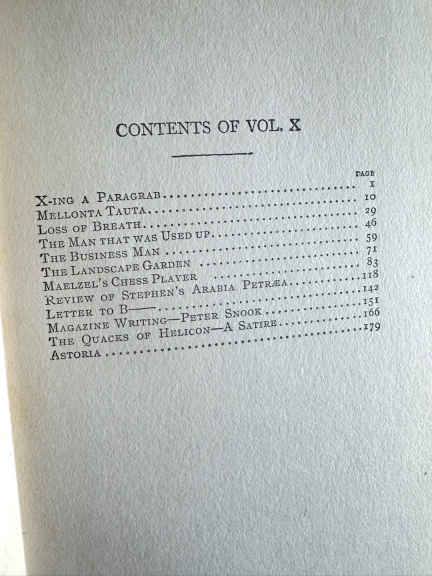 CONTENTS OF VOL. X
PAGE
X-ING A PARAGRAB 1
MELLONTA TAUTA 10
LOSS OF BREATH 29
THE MAN THAT WAS USED UP 46
THE BUSINESS MAN 59
THE LANDSCAPE GARDEN 71
MAELZEL'S CHESS PLAYER 83
REVIEW OF STEPHEN'S ARABIA PETRÆA 118
LETTER TO B—— 142
MAGAZINE WRITING—PETER SNOOK 151
THE QUACKS OF HELICON—A SATIRE 166
ASTORIA 179